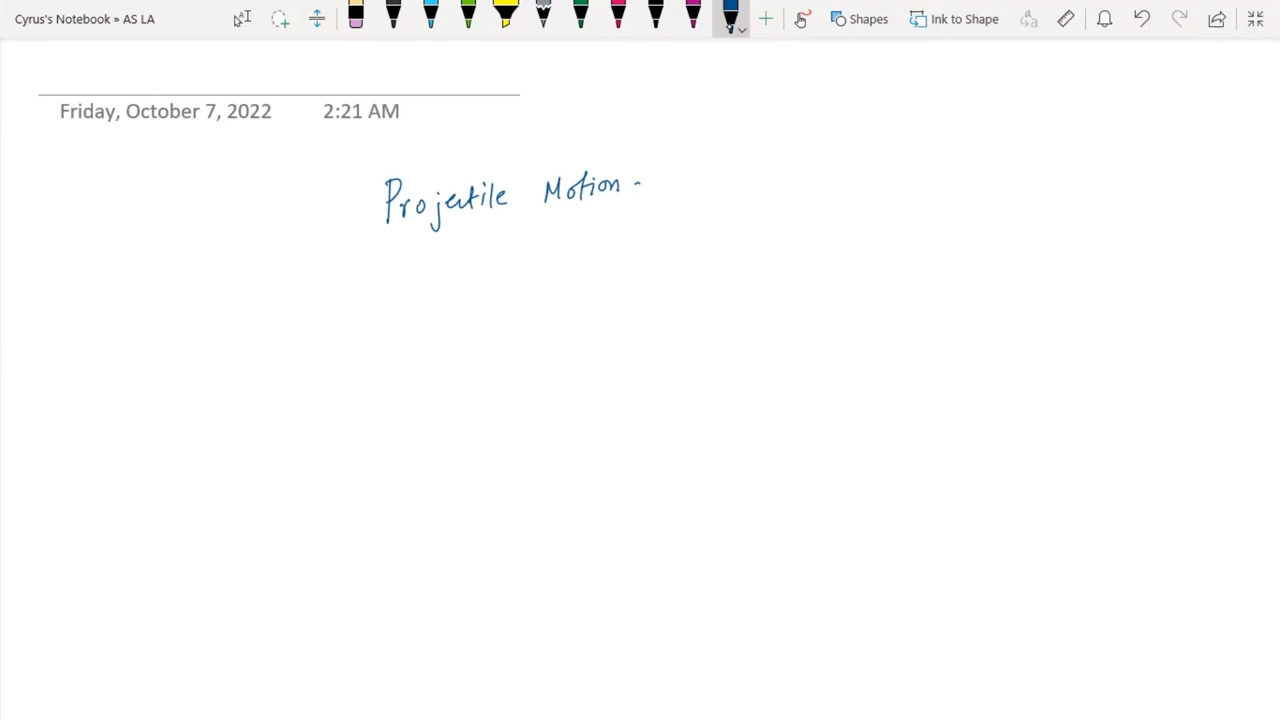 Cyrus's Notebook » AS LA
Shapes
Ink to Shape
Friday, October 7, 2022 2:21 AM
Projectile Motion -